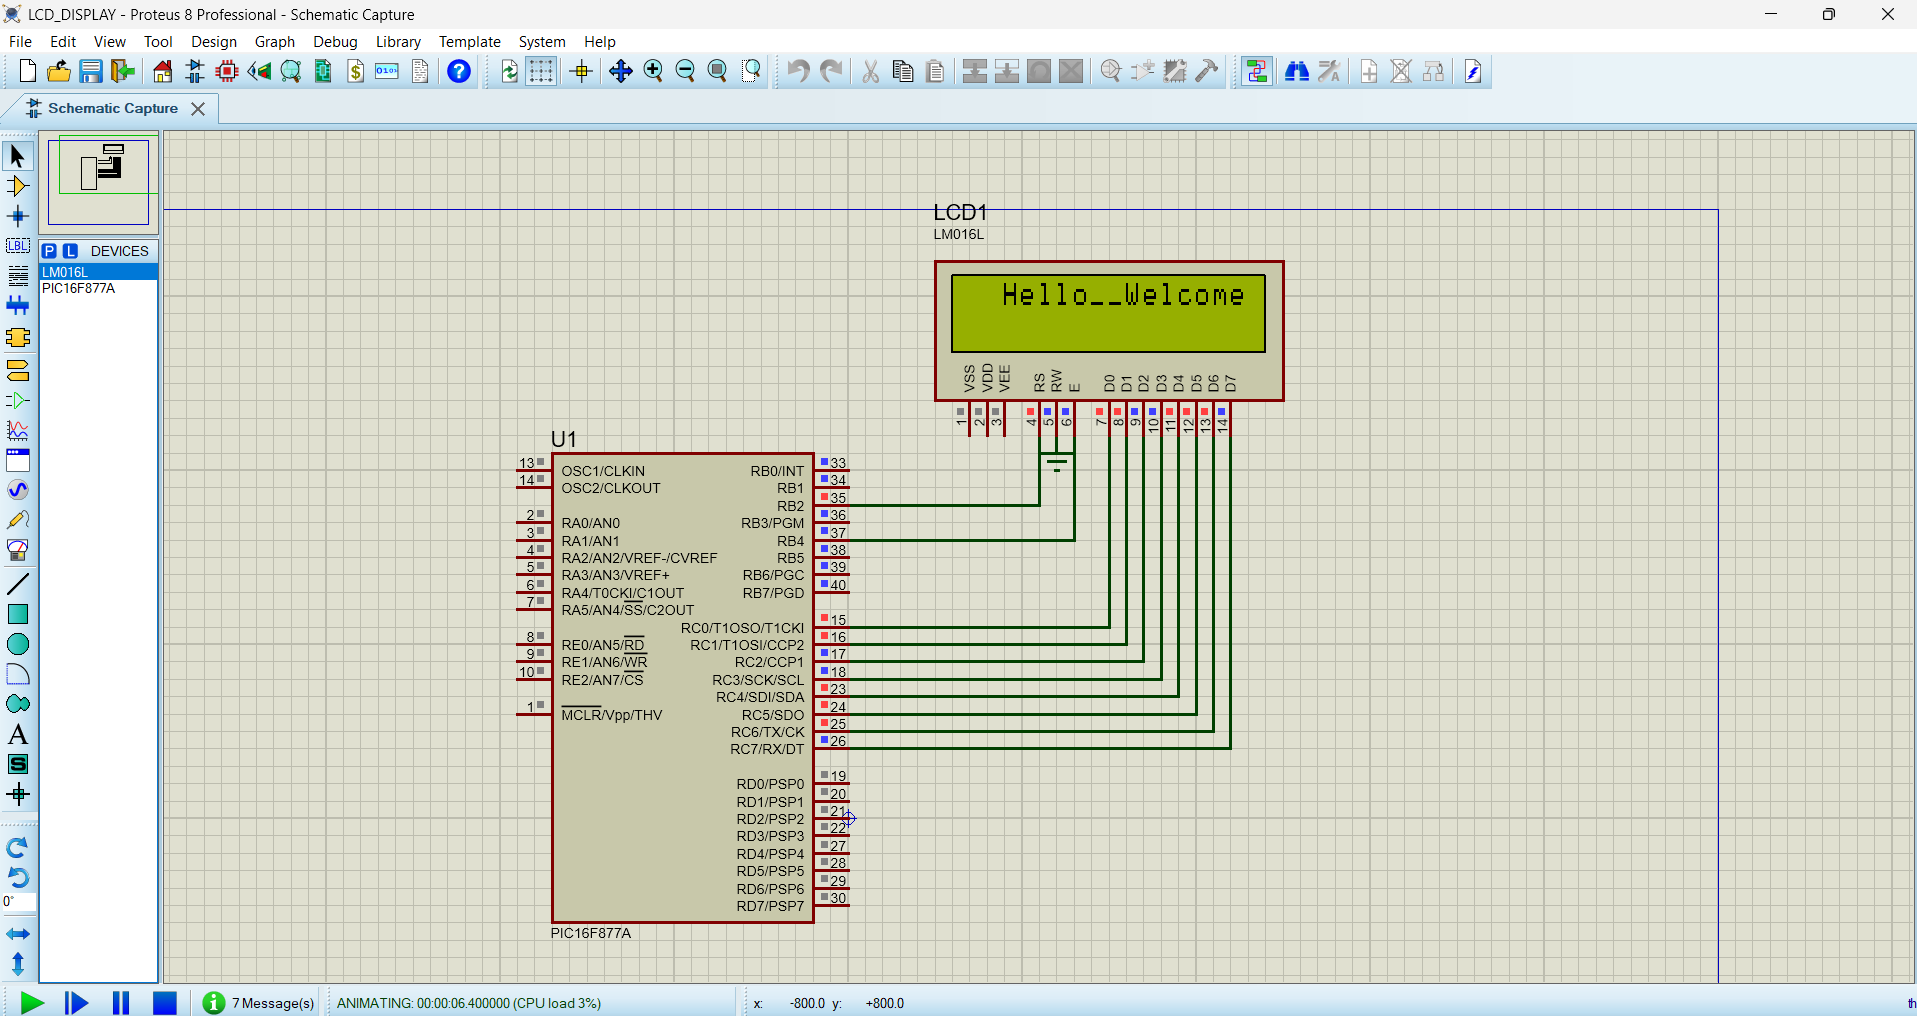 LCD_DISPLAY - Proteus 8 Professional - Schematic Capture
File Edit View Tool Design Graph Debug Library Template System Help
Schematic Capture
P L DEVICES
LM016L
PIC16F877A
LBL
A
S
0°
LCD1
LM016L
Hello__Welcome
VSS VDD VEE RS RW E D0 D1 D2 D3 D4 D5 D6 D7
1 2 3 4 5 6 7 8 9 10 11 12 13 14
U1
13 OSC1/CLKIN RB0/INT 33
14 OSC2/CLKOUT RB1 34
RB2 35
2 RA0/AN0 RB3/PGM 36
3 RA1/AN1 RB4 37
4 RA2/AN2/VREF-/CVREF RB5 38
5 RA3/AN3/VREF+ RB6/PGC 39
6 RA4/T0CKI/C1OUT RB7/PGD 40
7 RA5/AN4/SS/C2OUT
RC0/T1OSO/T1CKI 15
8 RE0/AN5/RD RC1/T1OSI/CCP2 16
9 RE1/AN6/WR RC2/CCP1 17
10 RE2/AN7/CS RC3/SCK/SCL 18
RC4/SDI/SDA 23
1 MCLR/Vpp/THV RC5/SDO 24
RC6/TX/CK 25
RC7/RX/DT 26
RD0/PSP0 19
RD1/PSP1 20
RD2/PSP2 21
RD3/PSP3 22
RD4/PSP4 27
RD5/PSP5 28
RD6/PSP6 29
RD7/PSP7 30
PIC16F877A
7 Message(s) ANIMATING: 00:00:06.400000 (CPU load 3%) x: -800.0 y: +800.0 th